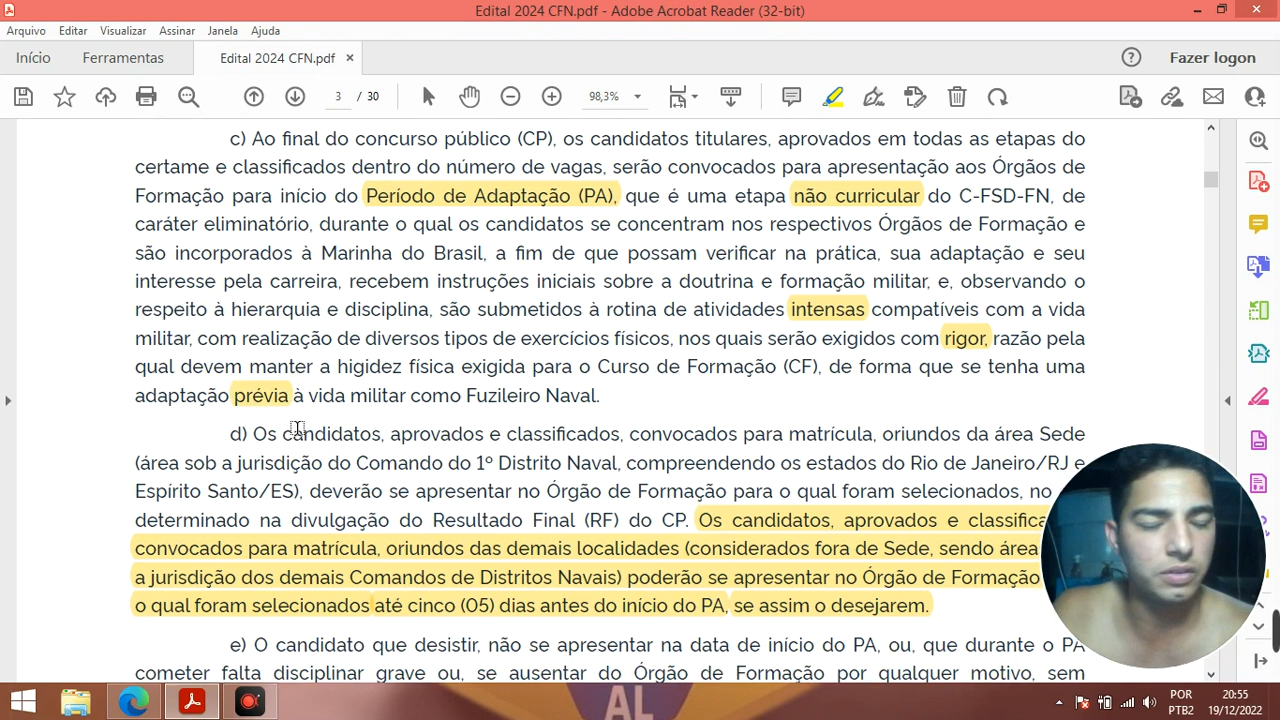 Edital 2024 CFN.pdf - Adobe Acrobat Reader (32-bit)
Arquivo Editar Visualizar Assinar Janela Ajuda
Início Ferramentas Edital 2024 CFN.pdf × Fazer logon
3 / 30 98,3%
c) Ao final do concurso público (CP), os candidatos titulares, aprovados em todas as etapas do
certame e classificados dentro do número de vagas, serão convocados para apresentação aos Órgãos de
Formação para início do Período de Adaptação (PA), que é uma etapa não curricular do C-FSD-FN, de
caráter eliminatório, durante o qual os candidatos se concentram nos respectivos Órgãos de Formação e
são incorporados à Marinha do Brasil, a fim de que possam verificar na prática, sua adaptação e seu
interesse pela carreira, recebem instruções iniciais sobre a doutrina e formação militar, e, observando o
respeito à hierarquia e disciplina, são submetidos à rotina de atividades intensas compatíveis com a vida
militar, com realização de diversos tipos de exercícios físicos, nos quais serão exigidos com rigor, razão pela
qual devem manter a higidez física exigida para o Curso de Formação (CF), de forma que se tenha uma
adaptação prévia à vida militar como Fuzileiro Naval.
d) Os candidatos, aprovados e classificados, convocados para matrícula, oriundos da área Sede
(área sob a jurisdição do Comando do 1º Distrito Naval, compreendendo os estados do Rio de Janeiro/RJ e
Espírito Santo/ES), deverão se apresentar no Órgão de Formação para o qual foram selecionados, no
determinado na divulgação do Resultado Final (RF) do CP. Os candidatos, aprovados e classifica
convocados para matrícula, oriundos das demais localidades (considerados fora de Sede, sendo área
a jurisdição dos demais Comandos de Distritos Navais) poderão se apresentar no Órgão de Formação
o qual foram selecionados até cinco (05) dias antes do início do PA, se assim o desejarem.
e) O candidato que desistir, não se apresentar na data de início do PA, ou, que durante o PA
cometer falta disciplinar grave ou, se ausentar do Órgão de Formação por qualquer motivo, sem
AL
POR
PTB2
20:55
19/12/2022